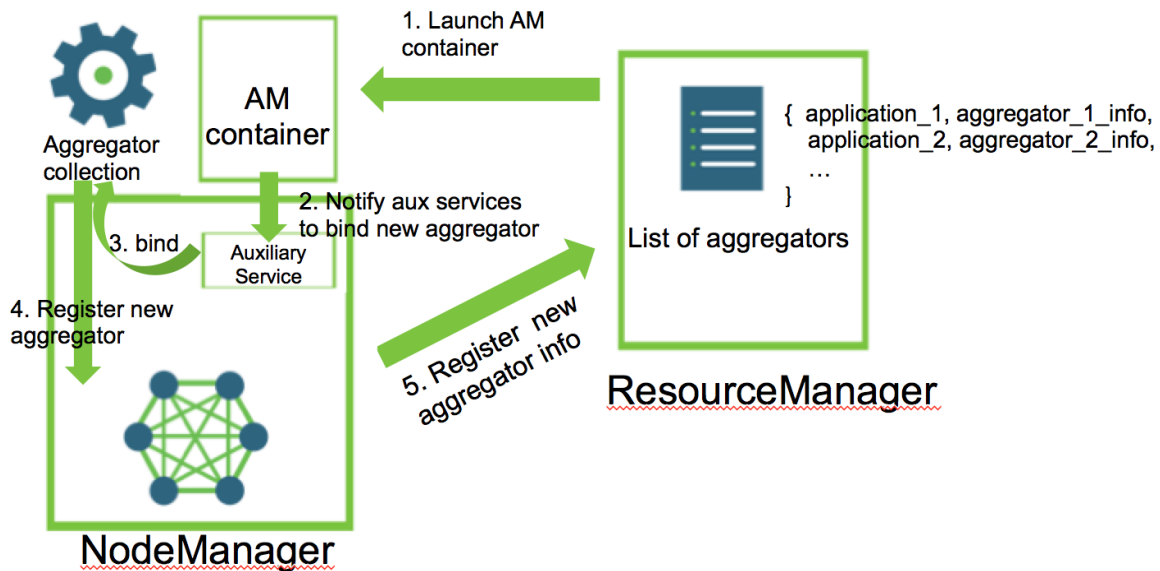 1. Launch AM
container
AM
container
Aggregator
collection
{ application_1, aggregator_1_info,
application_2, aggregator_2_info,
...
}
List of aggregators
2. Notify aux services
to bind new aggregator
3. bind
Auxiliary
Service
4. Register new
aggregator
5. Register new
aggregator info
ResourceManager
NodeManager